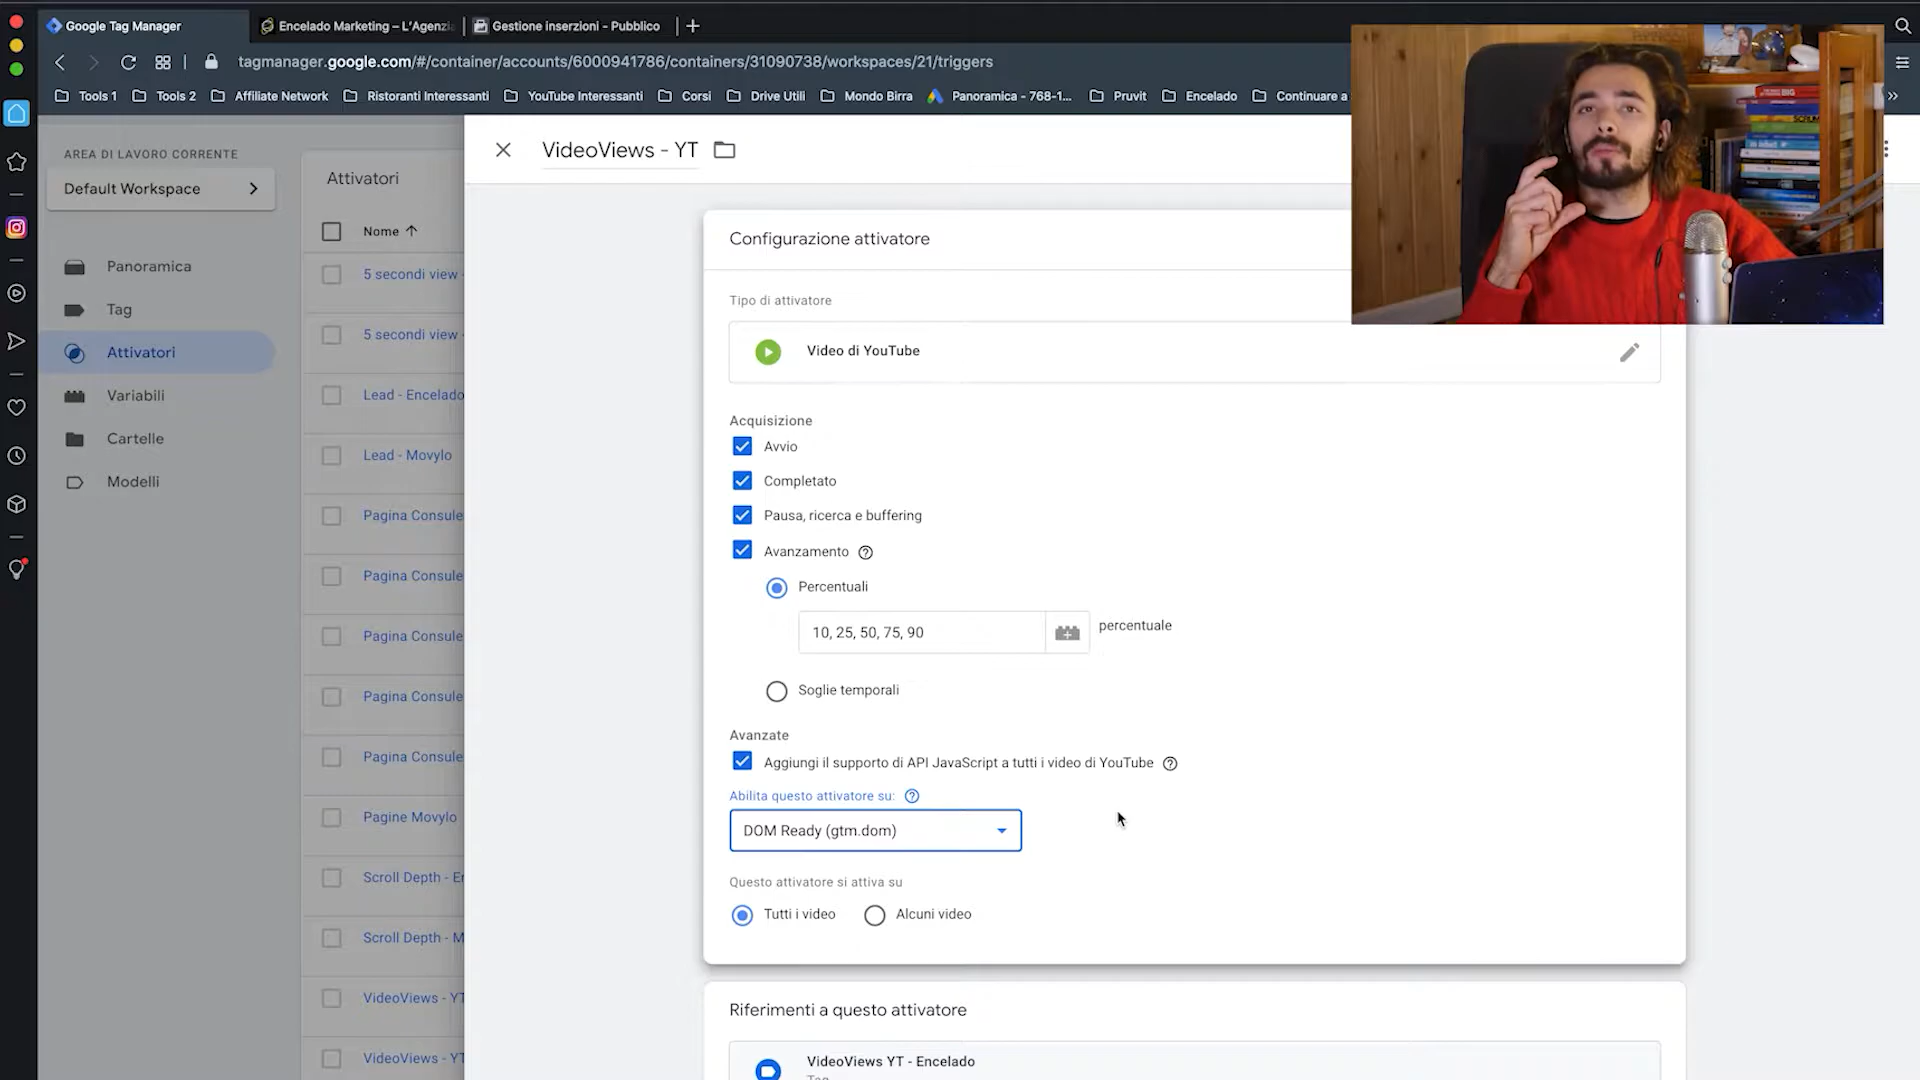 Google Tag Manager
Encelado Marketing – L'Agenzi
Gestione inserzioni - Pubblico
tagmanager.google.com/#/container/accounts/6000941786/containers/31090738/workspaces/21/triggers
Tools 1
Tools 2
Affiliate Network
Ristoranti Interessanti
YouTube Interessanti
Corsi
Drive Utili
Mondo Birra
Panoramica - 768-1...
Pruvit
Encelado
Continuare a
AREA DI LAVORO CORRENTE
Default Workspace
Panoramica
Tag
Attivatori
Variabili
Cartelle
Modelli
Attivatori
Nome
5 secondi view -
5 secondi view -
Lead - Encelado
Lead - Movylo
Pagina Consule
Pagina Consule
Pagina Consule
Pagina Consule
Pagina Consule
Pagine Movylo
Scroll Depth - E
Scroll Depth - M
VideoViews - YT
VideoViews - YT
VideoViews - YT
Configurazione attivatore
Tipo di attivatore
Video di YouTube
Acquisizione
Avvio
Completato
Pausa, ricerca e buffering
Avanzamento
Percentuali
10, 25, 50, 75, 90
percentuale
Soglie temporali
Avanzate
Aggiungi il supporto di API JavaScript a tutti i video di YouTube
Abilita questo attivatore su:
DOM Ready (gtm.dom)
Questo attivatore si attiva su
Tutti i video
Alcuni video
Riferimenti a questo attivatore
VideoViews YT - Encelado
Tag